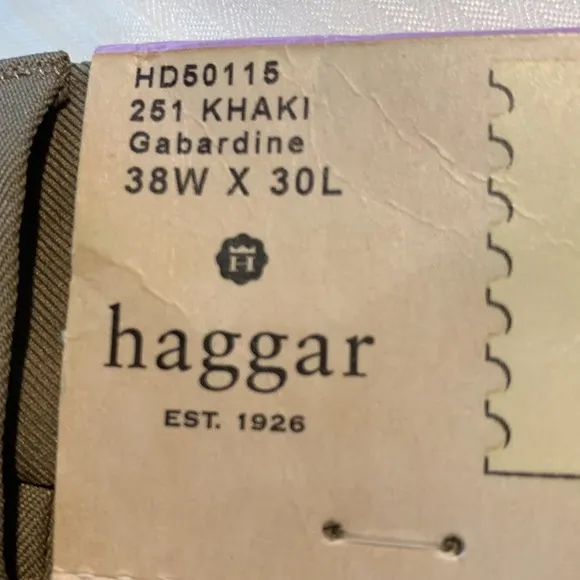 HD50115
251 KHAKI
Gabardine
38W X 30L
H
haggar
EST. 1926